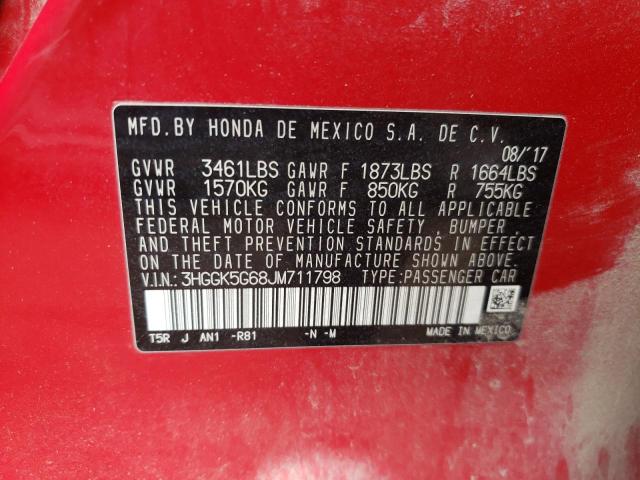 MFD.BY HONDA DE MEXICO S.A. DE C.V.
08/'17
GVWR 3461LBS GAWR F 1873LBS R 1664LBS
GVWR 1570KG GAWR F 850KG R 755KG
THIS VEHICLE CONFORMS TO ALL APPLICABLE
FEDERAL MOTOR VEHICLE SAFETY, BUMPER
AND THEFT PREVENTION STANDARDS IN EFFECT
ON THE DATE OF MANUFACTURE SHOWN ABOVE.
V.I.N.: 3HGGK5G68JM711798 TYPE:PASSENGER CAR
T5R J AN1 -R81 -N -M MADE IN MEXICO